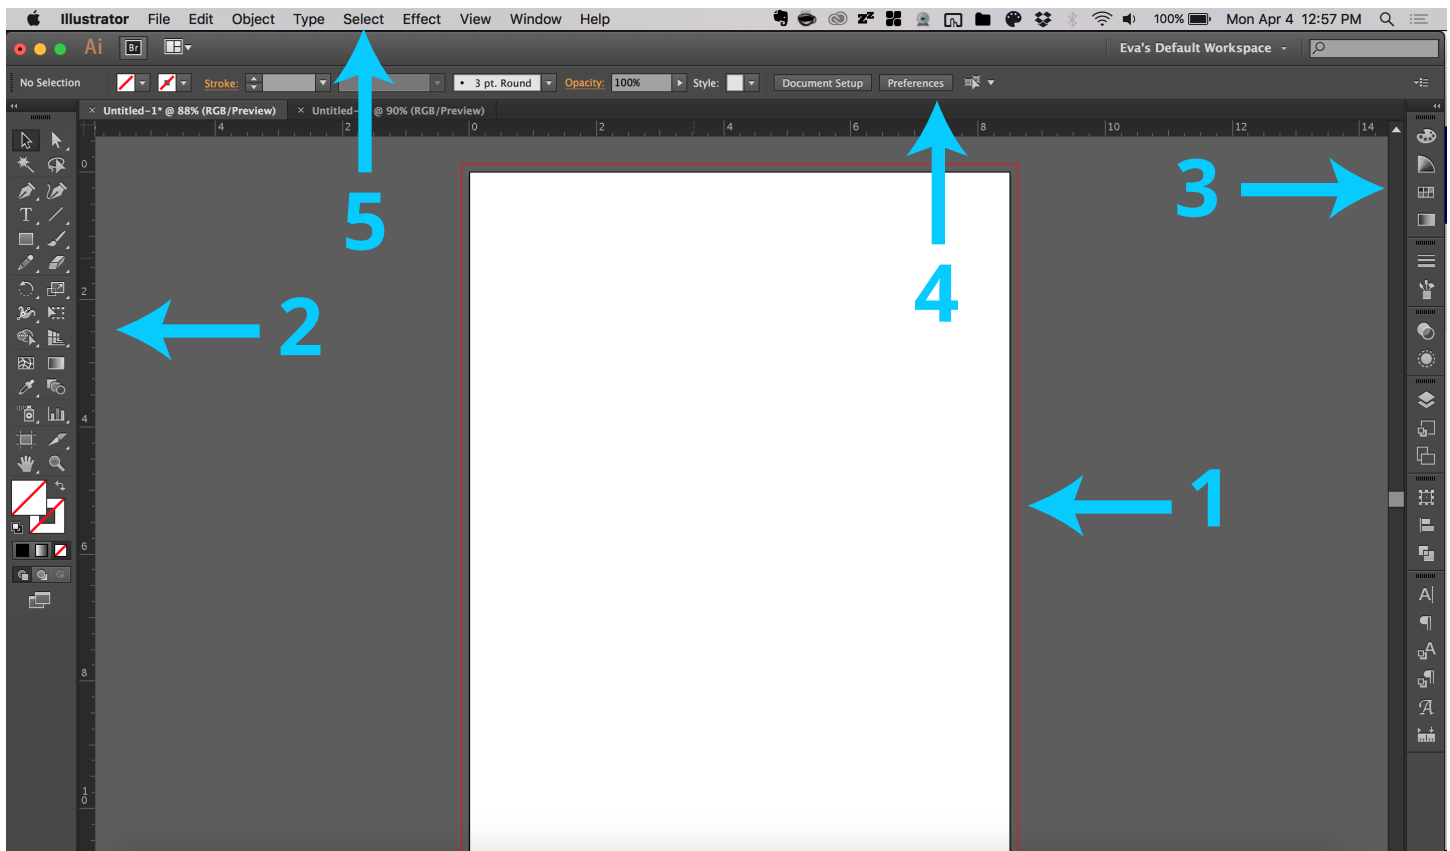 Illustrator File Edit Object Type Select Effect View Window Help 100% Mon Apr 4 12:57 PM
Ai Br Eva's Default Workspace
No Selection Stroke: 3 pt. Round Opacity: 100% Style: Document Setup Preferences
× Untitled-1* @ 88% (RGB/Preview) × Untitled- @ 90% (RGB/Preview)
4 2 0 2 4 6 8 10 12 14
0
3
5
4
2
2
4
1
6
8
10